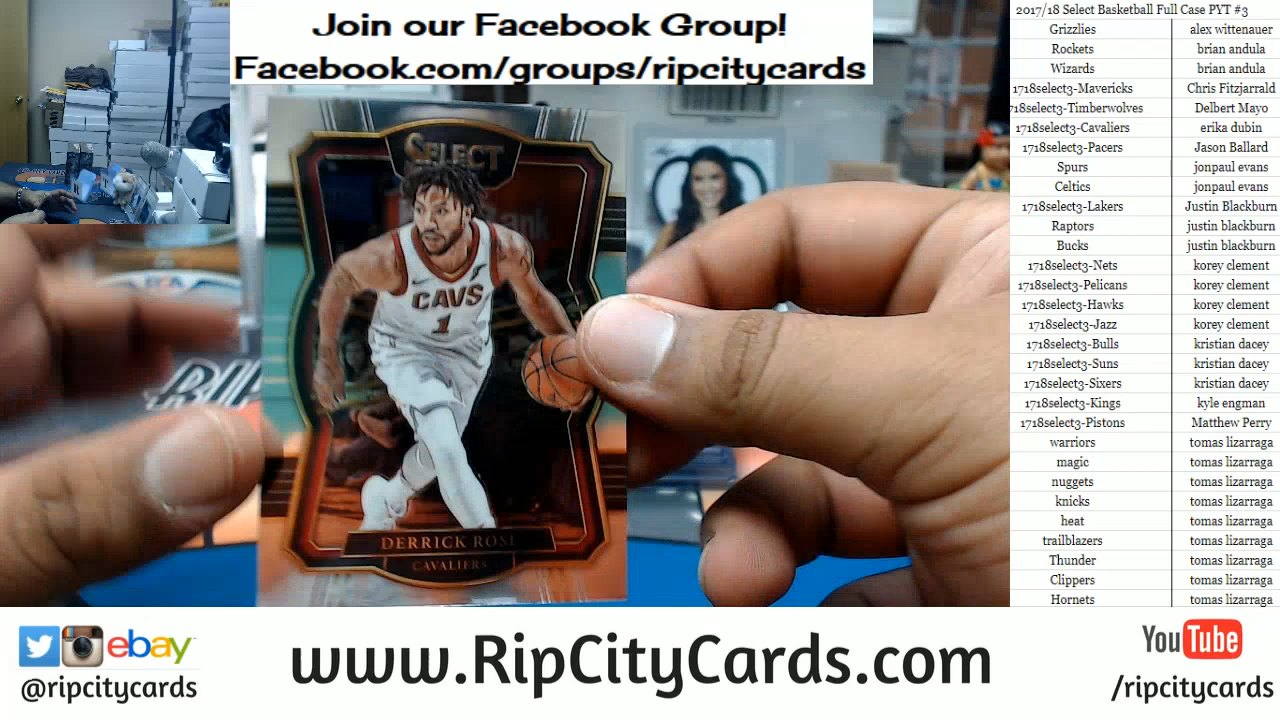 Join our Facebook Group!
Facebook.com/groups/ripcitycards
SELECT
CAVS
1
DERRICK ROSE
CAVALIERS
2017/18 Select Basketball Full Case PYT #3
Grizzlies alex wittenauer
Rockets brian andula
Wizards brian andula
1718select3-Mavericks Chris Fitzjarrald
1718select3-Timberwolves Delbert Mayo
1718select3-Cavaliers erika dubin
1718select3-Pacers Jason Ballard
Spurs jonpaul evans
Celtics jonpaul evans
1718select3-Lakers Justin Blackburn
Raptors justin blackburn
Bucks justin blackburn
1718select3-Nets korey clement
1718select3-Pelicans korey clement
1718select3-Hawks korey clement
1718select3-Jazz korey clement
1718select3-Bulls kristian dacey
1718select3-Suns kristian dacey
1718select3-Sixers kristian dacey
1718select3-Kings kyle engman
1718select3-Pistons Matthew Perry
warriors tomas lizarraga
magic tomas lizarraga
nuggets tomas lizarraga
knicks tomas lizarraga
heat tomas lizarraga
trailblazers tomas lizarraga
Thunder tomas lizarraga
Clippers tomas lizarraga
Hornets tomas lizarraga
ebay
@ripcitycards
www.RipCityCards.com
YouTube
/ripcitycards